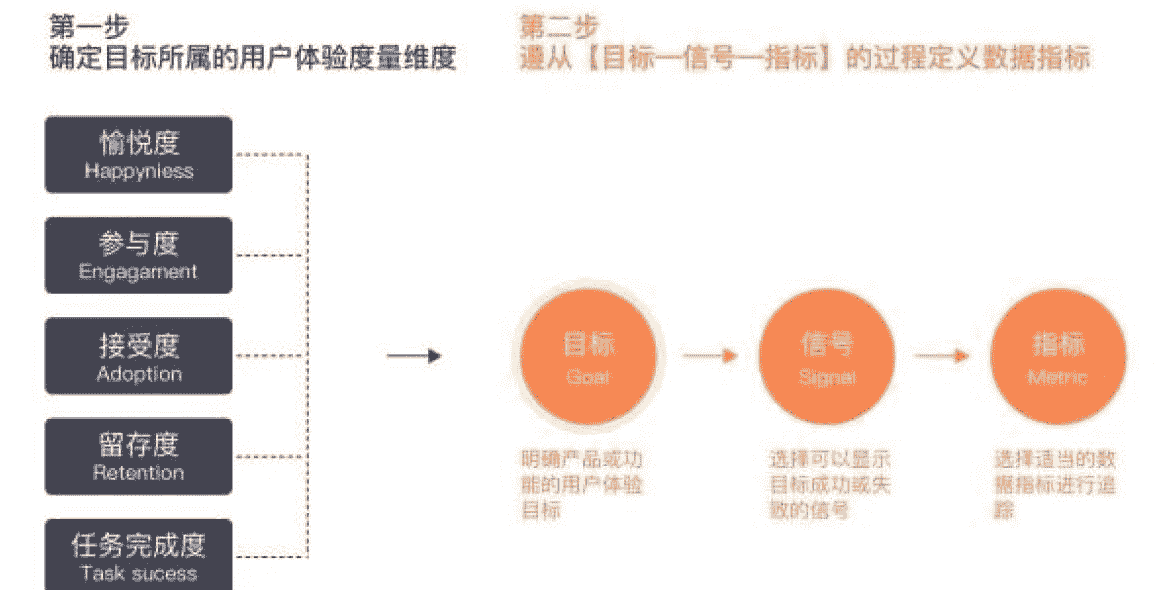 第一步
确定目标所属的用户体验度量维度
第二步
遵从【目标—信号—指标】的过程定义数据指标
愉悦度
Happyniess
参与度
Engagament
接受度
Adoption
留存度
Retention
任务完成度
Task sucess
目标
Goal
明确产品或功
能的用户体验
目标
信号
Signal
选择可以显示
目标成功或失
败的信号
指标
Metric
选择适当的数
据指标进行追
踪